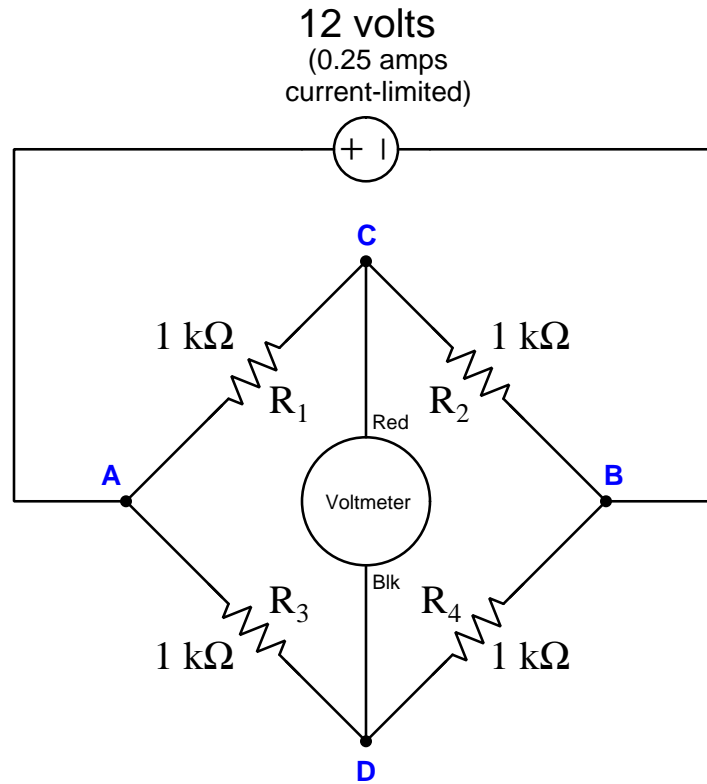 12 volts
(0.25 amps
current-limited)
+ -
C
1 kΩ 1 kΩ
R1 R2
Red
A B
Voltmeter
Blk
R3 R4
1 kΩ 1 kΩ
D